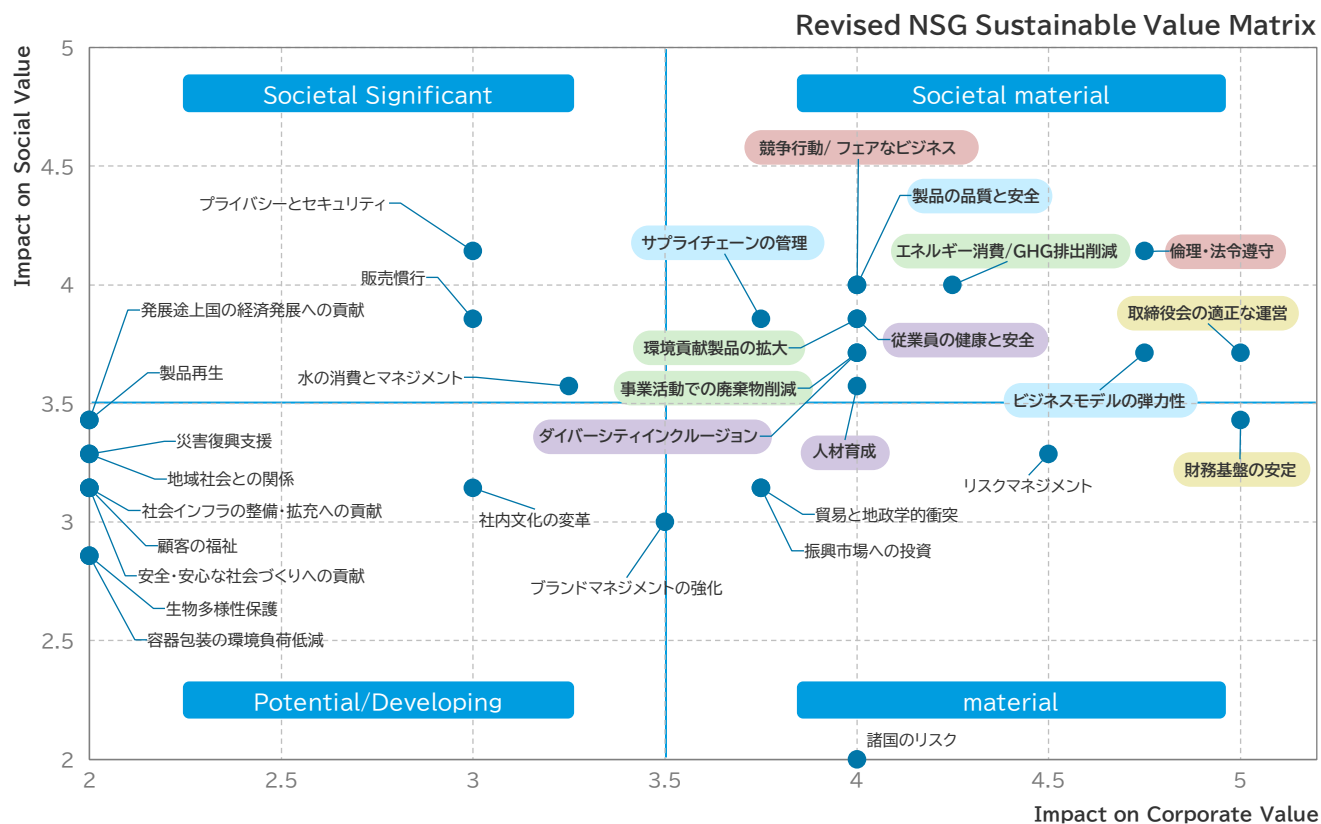 Revised NSG Sustainable Value Matrix
Impact on Social Value
5
4.5
4
3.5
3
2.5
2
Societal Significant
Societal material
競争行動/ フェアなビジネス
製品の品質と安全
プライバシーとセキュリティ
サプライチェーンの管理
エネルギー消費/GHG排出削減
倫理・法令遵守
販売慣行
発展途上国の経済発展への貢献
取締役会の適正な運営
環境貢献製品の拡大
従業員の健康と安全
製品再生
水の消費とマネジメント
事業活動での廃棄物削減
ビジネスモデルの弾力性
災害復興支援
ダイバーシティインクルージョン
人材育成
地域社会との関係
財務基盤の安定
リスクマネジメント
社会インフラの整備・拡充への貢献
社内文化の変革
貿易と地政学的衝突
顧客の福祉
振興市場への投資
安全・安心な社会づくりへの貢献
ブランドマネジメントの強化
生物多様性保護
容器包装の環境負荷低減
Potential/Developing
material
諸国のリスク
2
2.5
3
3.5
4
4.5
5
Impact on Corporate Value